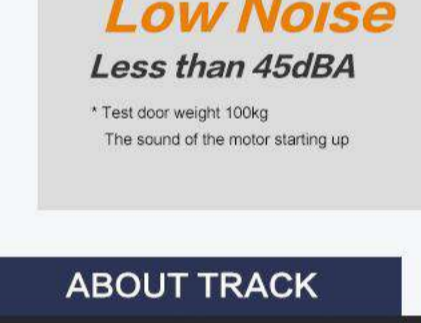 Low Noise
Less than 45dBA
* Test door weight 100kg
The sound of the motor starting up
ABOUT TRACK